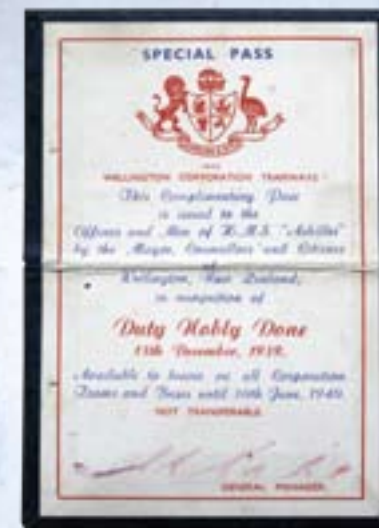 SPECIAL PASS
WELLINGTON CORPORATION TRAMWAYS
This Complimentary Pass
is issued to the
Officers and Men of H.M.S. "Achilles"
by the Mayor, Councillors and Citizens
of
Wellington, New Zealand,
in recognition of
Duty Nobly Done
13th December, 1939.
Available to bearer on all Corporation
Trams and Buses until 30th June, 1940.
NOT TRANSFERABLE
GENERAL MANAGER.